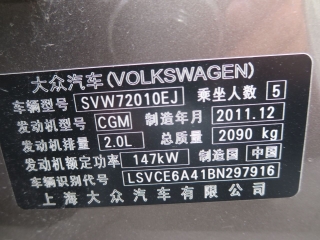 大众汽车(VOLKSWAGEN)
车辆型号 SVW72010EJ 乘坐人数 5
发动机型号 CGM 制造年月 2011.12
发动机排量 2.0L 总质量 2090 kg
发动机额定功率 147kW 制造国 中国
车辆识别代号 LSVCE6A41BN297916
上海大众汽车有限公司